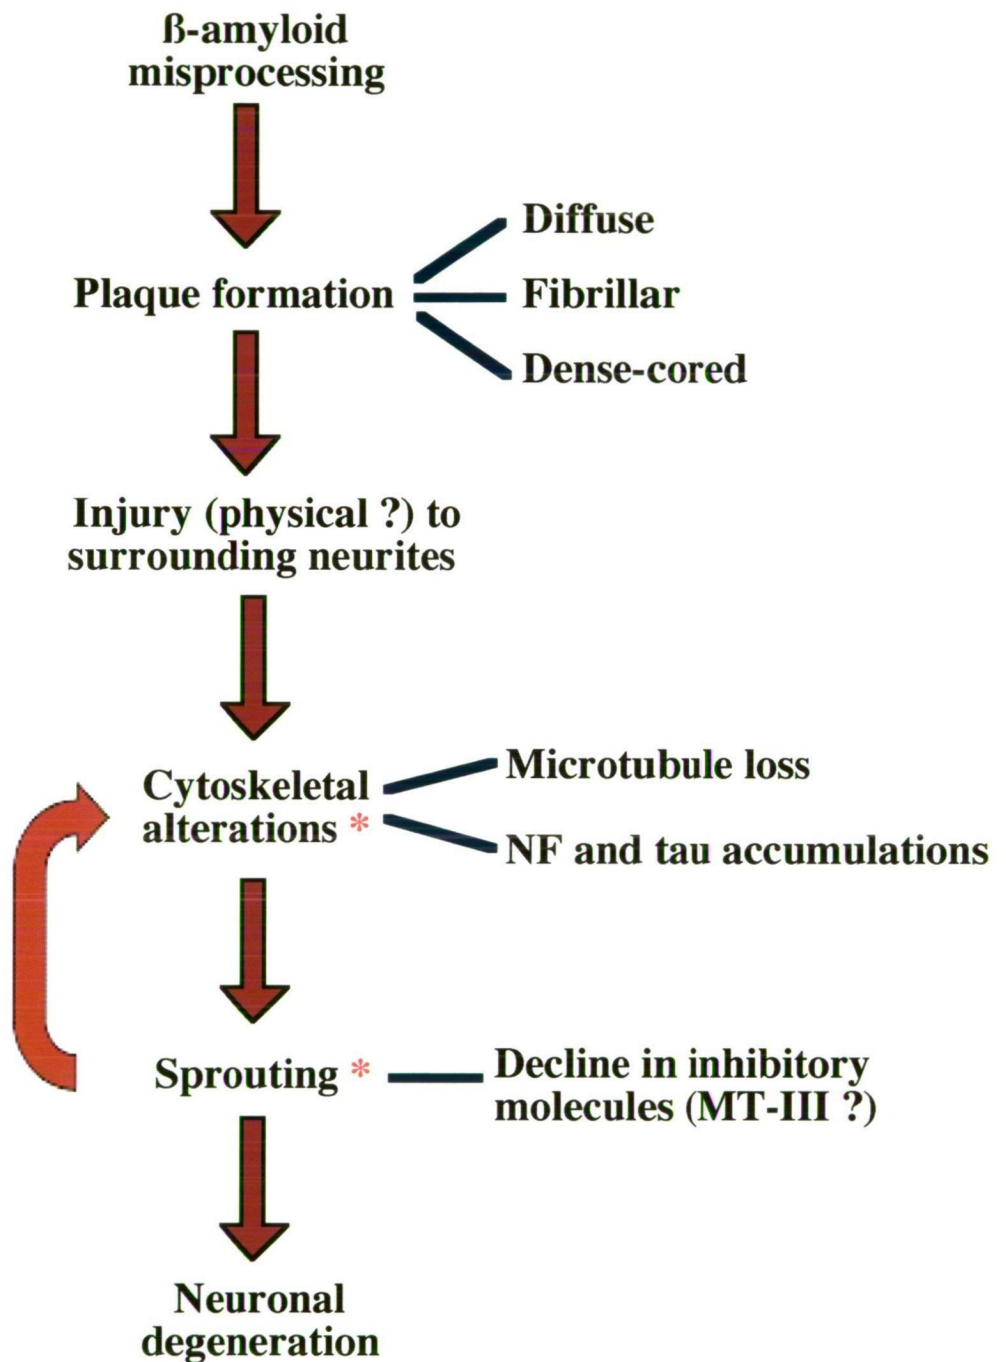 ß-amyloid
misprocessing
Diffuse
Plaque formation
Fibrillar
Dense-cored
Injury (physical ?) to
surrounding neurites
Cytoskeletal
alterations *
Microtubule loss
NF and tau accumulations
Sprouting *
Decline in inhibitory
molecules (MT-III ?)
Neuronal
degeneration